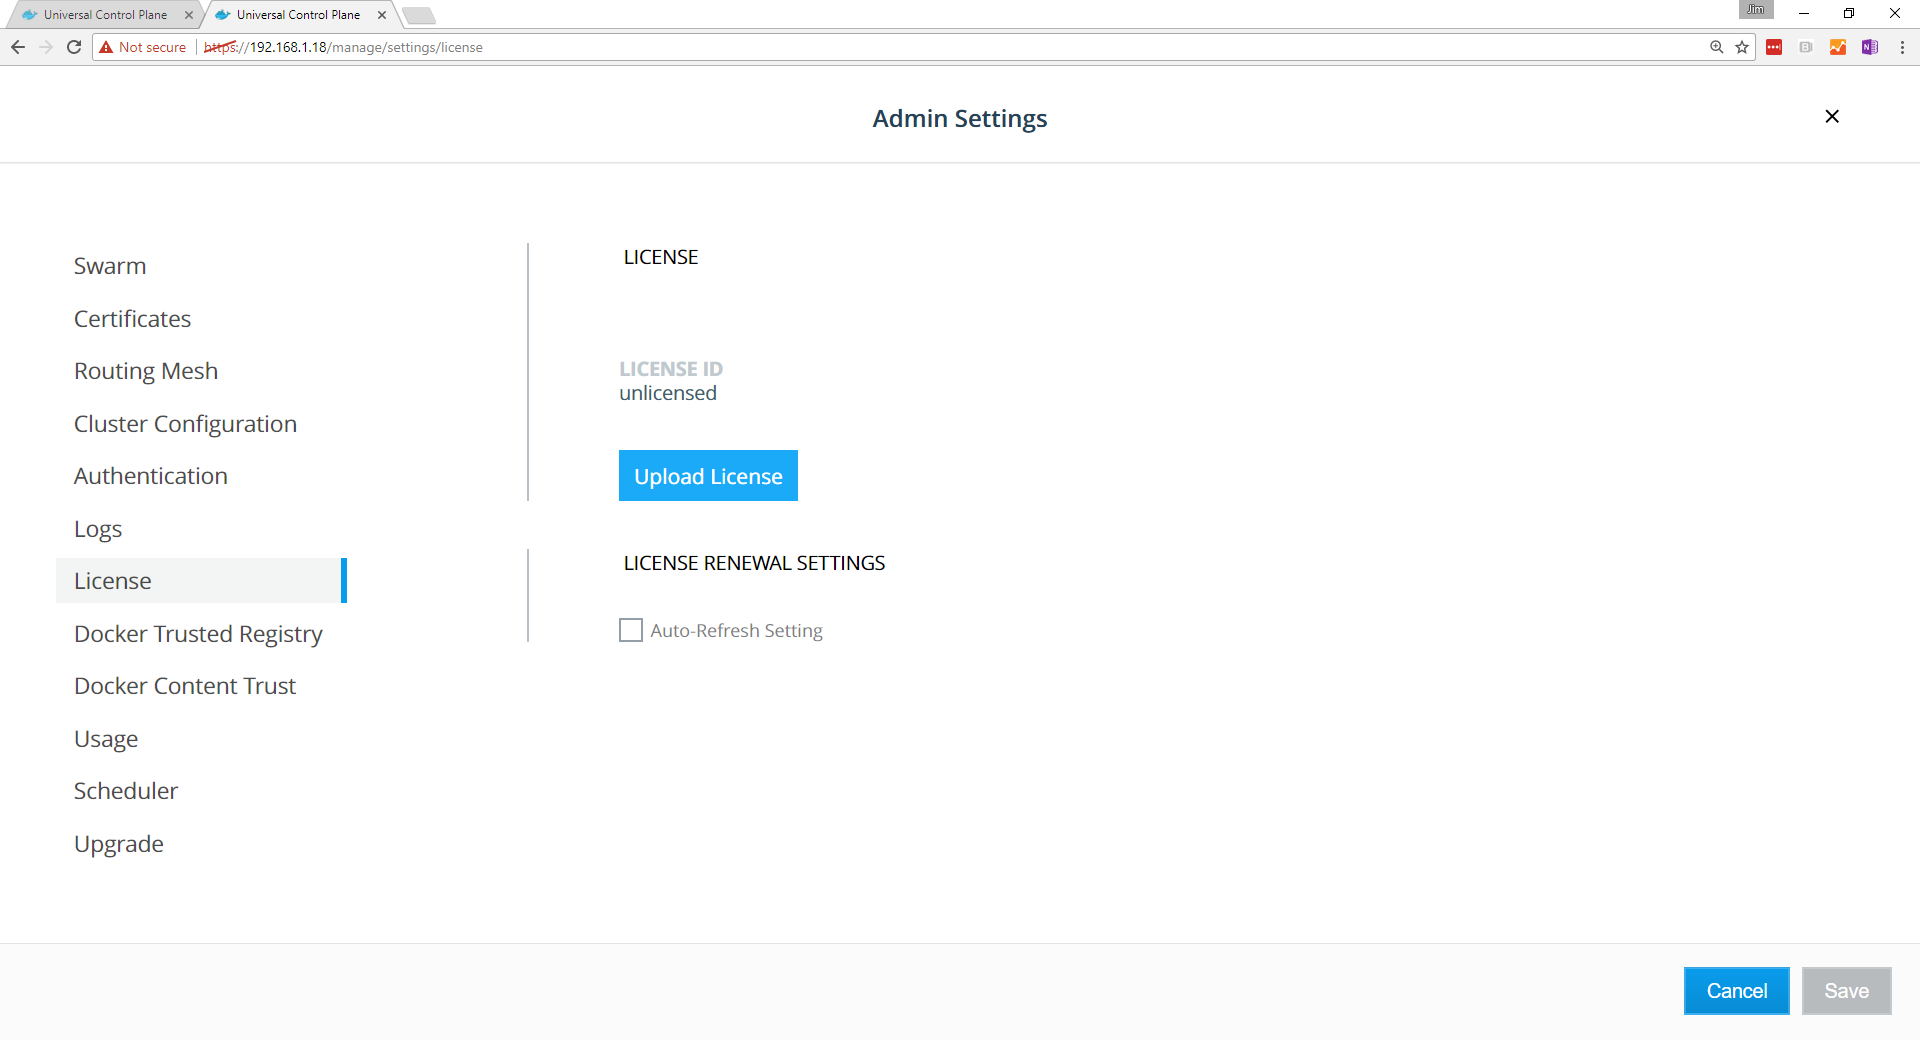 Universal Control Plane
Universal Control Plane
Jim
Not secure https://192.168.1.18/manage/settings/license
Admin Settings
Swarm
Certificates
Routing Mesh
Cluster Configuration
Authentication
Logs
License
Docker Trusted Registry
Docker Content Trust
Usage
Scheduler
Upgrade
LICENSE
LICENSE ID
unlicensed
Upload License
LICENSE RENEWAL SETTINGS
Auto-Refresh Setting
Cancel
Save